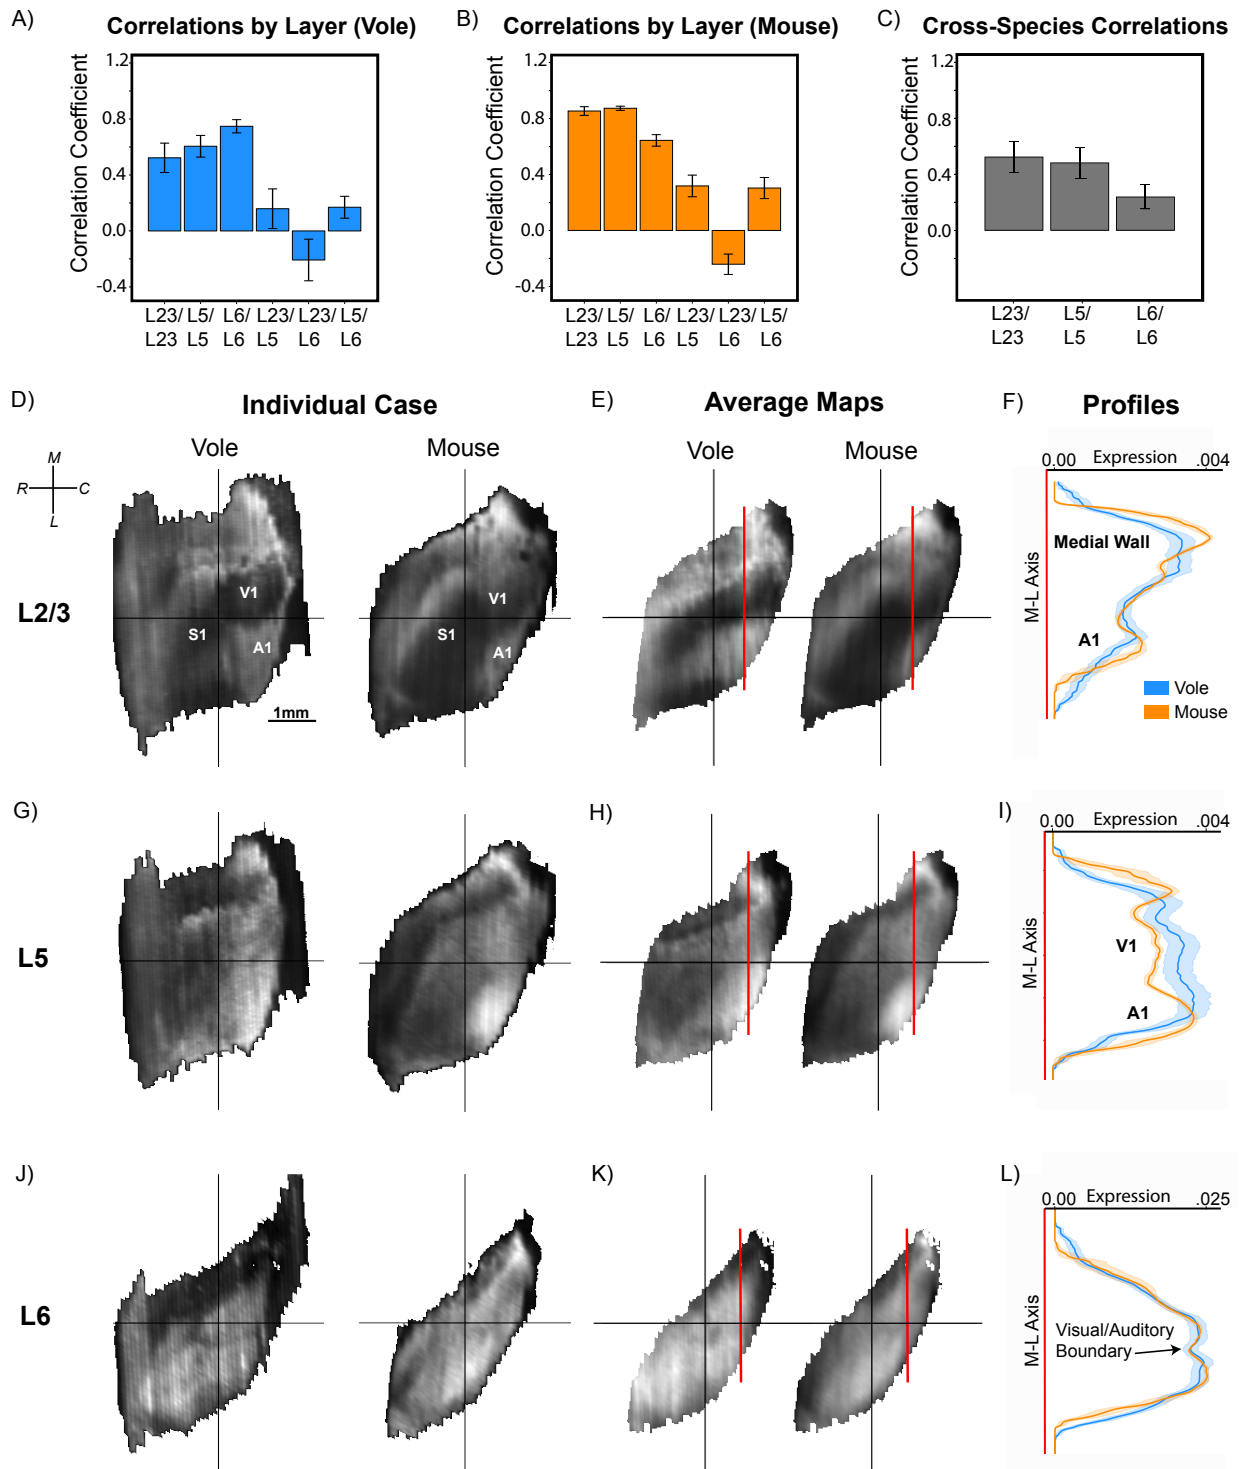 A) Correlations by Layer (Vole)
Correlation Coefficient
1.2
0.8
0.4
0.0
-0.4
L23/ L5/ L6/ L23/ L23/ L5/
L23 L5 L6 L5 L6 L6
B) Correlations by Layer (Mouse)
Correlation Coefficient
1.2
0.8
0.4
0.0
-0.4
L23/ L5/ L6/ L23/ L23/ L5/
L23 L5 L6 L5 L6 L6
C) Cross-Species Correlations
Correlation Coefficient
1.2
0.8
0.4
0.0
L23/ L5/ L6/
L23 L5 L6
D) Individual Case
Vole Mouse
M
R C
L
L2/3
V1
S1
A1
1mm
V1
S1
A1
E) Average Maps
Vole Mouse
F) Profiles
0.00 Expression .004
M-L Axis
Medial Wall
A1
Vole
Mouse
G)
L5
H)
I)
0.00 .004
Expression
M-L Axis
V1
A1
J)
L6
K)
L)
0.00 Expression .025
M-L Axis
Visual/Auditory
Boundary